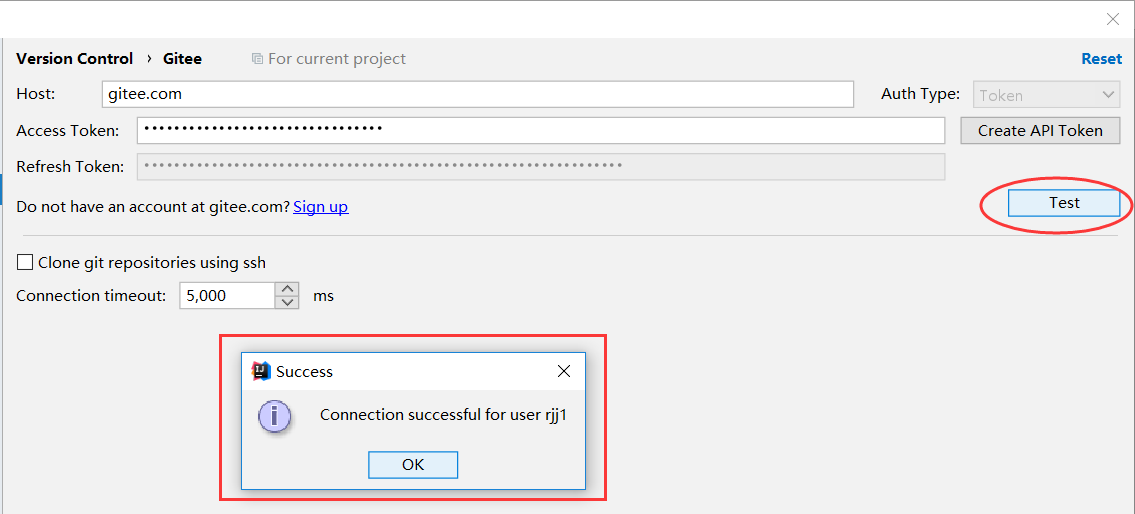 Version Control › Gitee For current project Reset
Host: gitee.com Auth Type: Token
Access Token: •••••••••••••••••••••••••••••••• Create API Token
Refresh Token: ••••••••••••••••••••••••••••••••••••••••••••••••••••••••••••••••
Do not have an account at gitee.com? Sign up Test
Clone git repositories using ssh
Connection timeout: 5,000 ms
Success
Connection successful for user rjj1
OK